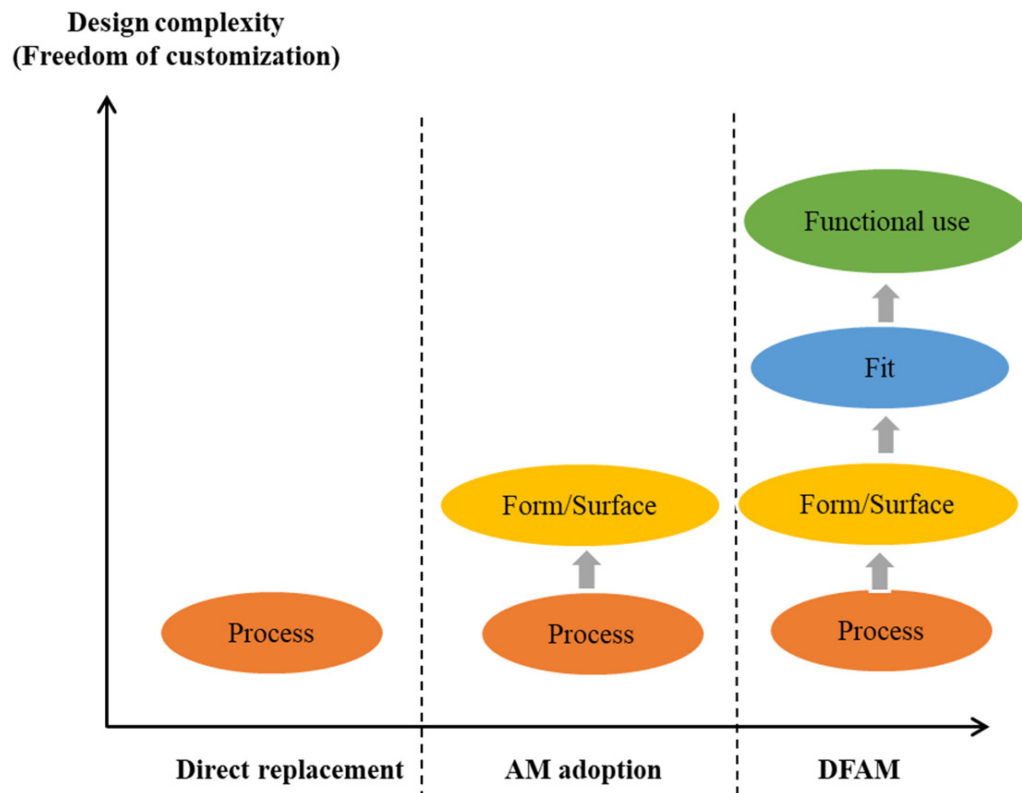 Design complexity
(Freedom of customization)
Functional use
Fit
Form/Surface
Form/Surface
Process
Process
Process
Direct replacement
AM adoption
DFAM